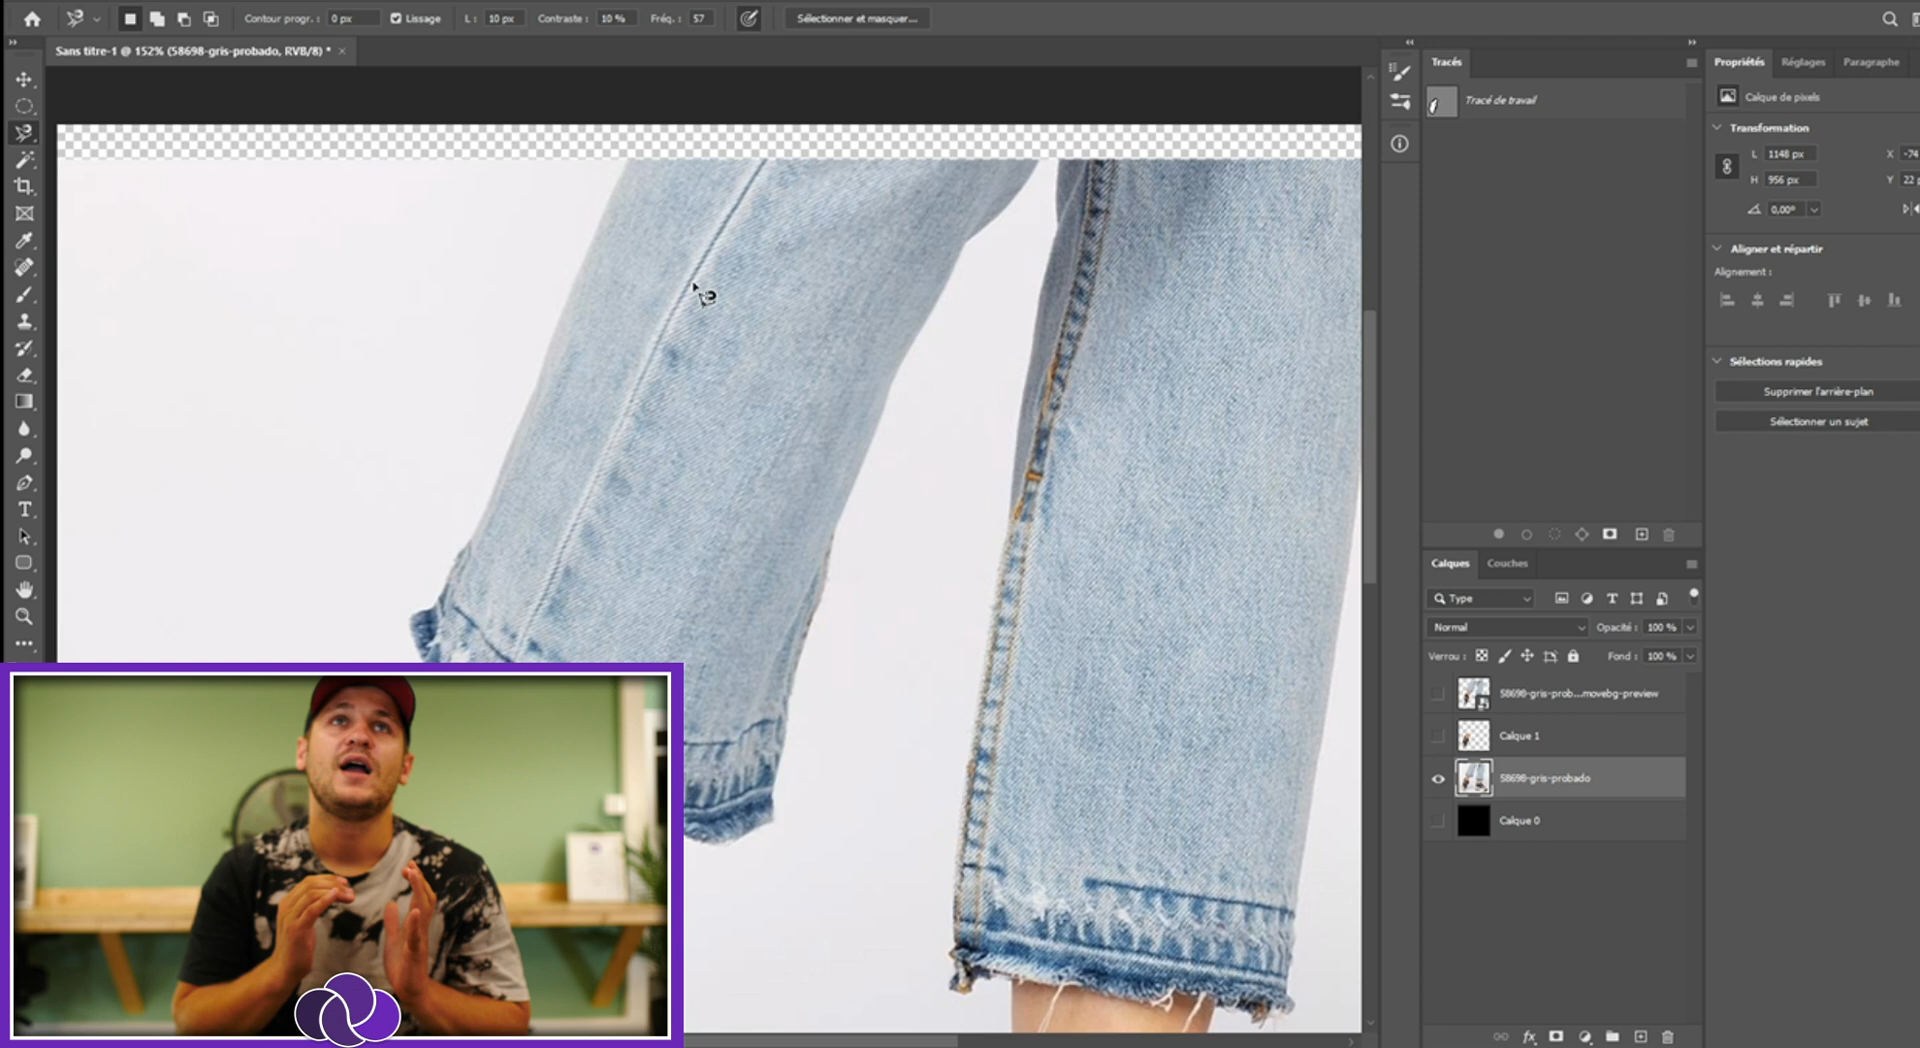 Contour progr. : 0 px Lissage L : 10 px Contraste : 10 % Fréq. : 57 Sélectionner et masquer...
Sans titre-1 @ 152% (58698-gris-probado, RVB/8) * ×
Tracés
Tracé de travail
Propriétés Réglages Paragraphe
Calque de pixels
Transformation
L 1148 px X -74
H 956 px Y 22 p
0,00°
Aligner et répartir
Alignement :
Sélections rapides
Supprimer l'arrière-plan
Sélectionner un sujet
Calques Couches
Type
Normal Opacité : 100 %
Verrou : Fond : 100 %
58698-gris-prob...movebg-preview
Calque 1
58698-gris-probado
Calque 0